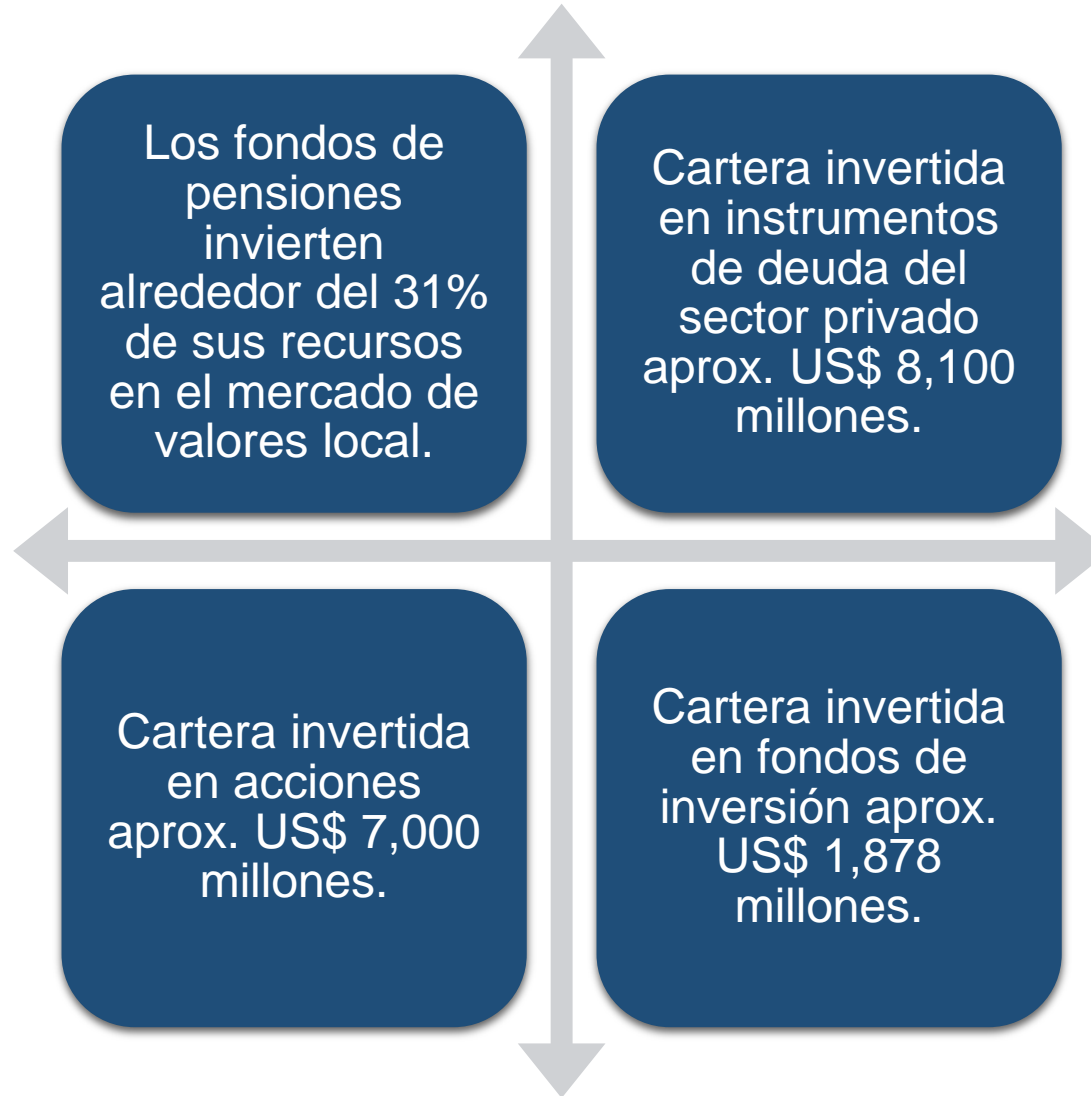 Los fondos de
pensiones
invierten
alrededor del 31%
de sus recursos
en el mercado de
valores local.
Cartera invertida
en instrumentos
de deuda del
sector privado
aprox. US$ 8,100
millones.
Cartera invertida
en acciones
aprox. US$ 7,000
millones.
Cartera invertida
en fondos de
inversión aprox.
US$ 1,878
millones.